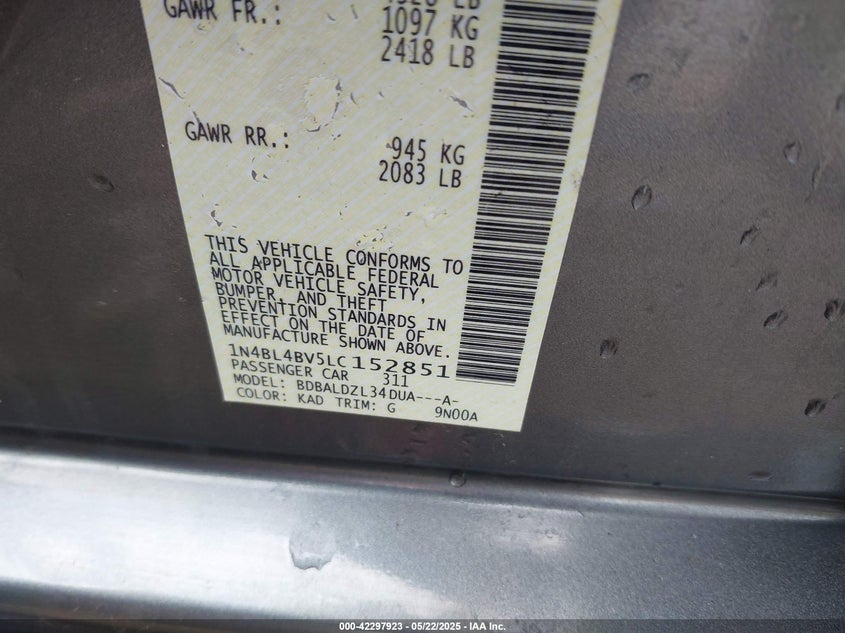 GAWR FR.:
1097 KG
2418 LB
GAWR RR.:
945 KG
2083 LB
THIS VEHICLE CONFORMS TO
ALL APPLICABLE FEDERAL
MOTOR VEHICLE SAFETY,
BUMPER, AND THEFT
PREVENTION STANDARDS IN
EFFECT ON THE DATE OF
MANUFACTURE SHOWN ABOVE.
1N4BL4BV5LC152851
PASSENGER CAR 311
MODEL: BDBALDZL34DUA---A-
COLOR: KAD TRIM: G 9N00A
000-42297923 - 05/22/2025 - IAA Inc.